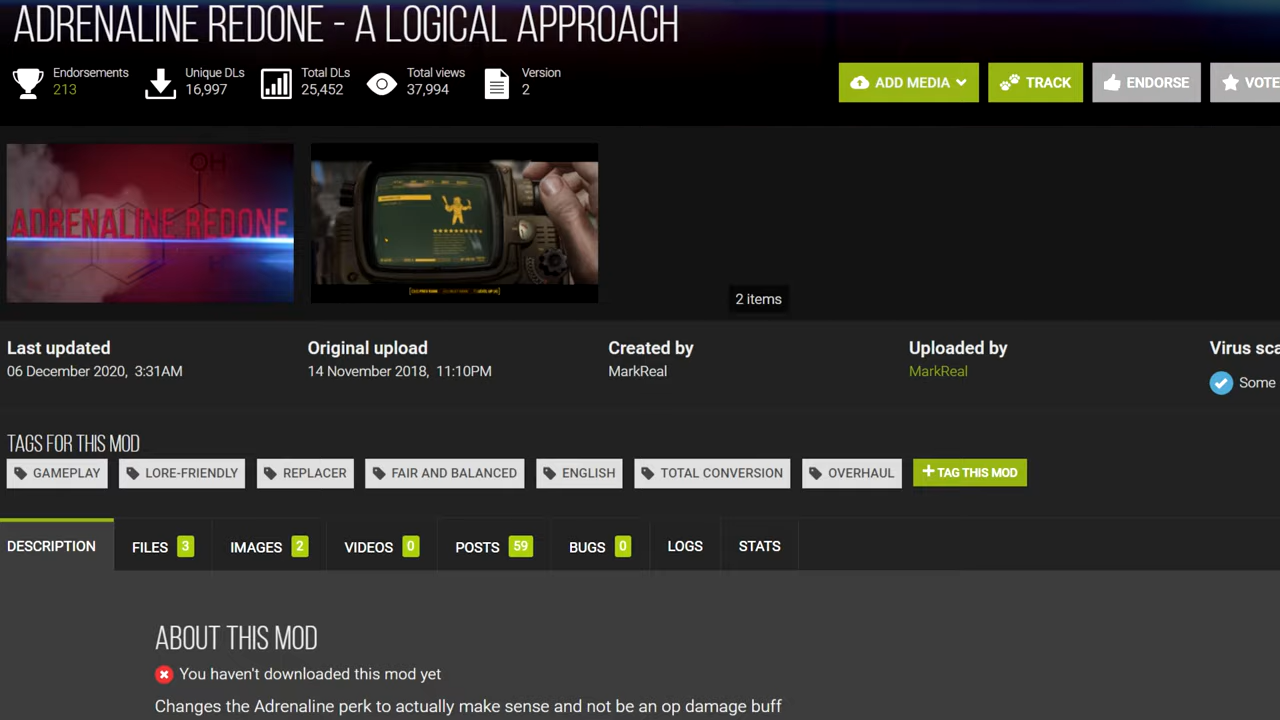 ADRENALINE REDONE - A LOGICAL APPROACH
Endorsements
213
Unique DLs
16,997
Total DLs
25,452
Total views
37,994
Version
2
ADD MEDIA
TRACK
ENDORSE
VOTE
OH
ADRENALINE REDONE
2 items
Last updated
06 December 2020, 3:31AM
Original upload
14 November 2018, 11:10PM
Created by
MarkReal
Uploaded by
MarkReal
Virus sca
Some
TAGS FOR THIS MOD
GAMEPLAY
LORE-FRIENDLY
REPLACER
FAIR AND BALANCED
ENGLISH
TOTAL CONVERSION
OVERHAUL
+ TAG THIS MOD
DESCRIPTION
FILES 3
IMAGES 2
VIDEOS 0
POSTS 59
BUGS 0
LOGS
STATS
ABOUT THIS MOD
You haven't downloaded this mod yet
Changes the Adrenaline perk to actually make sense and not be an op damage buff